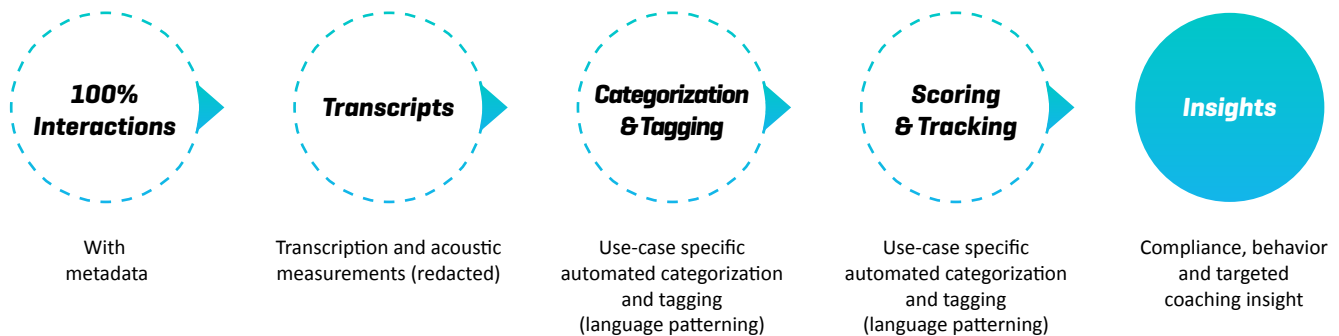 100%
Interactions
Transcripts
Categorization
& Tagging
Scoring
& Tracking
Insights
With
metadata
Transcription and acoustic
measurements (redacted)
Use-case specific
automated categorization
and tagging
(language patterning)
Use-case specific
automated categorization
and tagging
(language patterning)
Compliance, behavior
and targeted
coaching insight